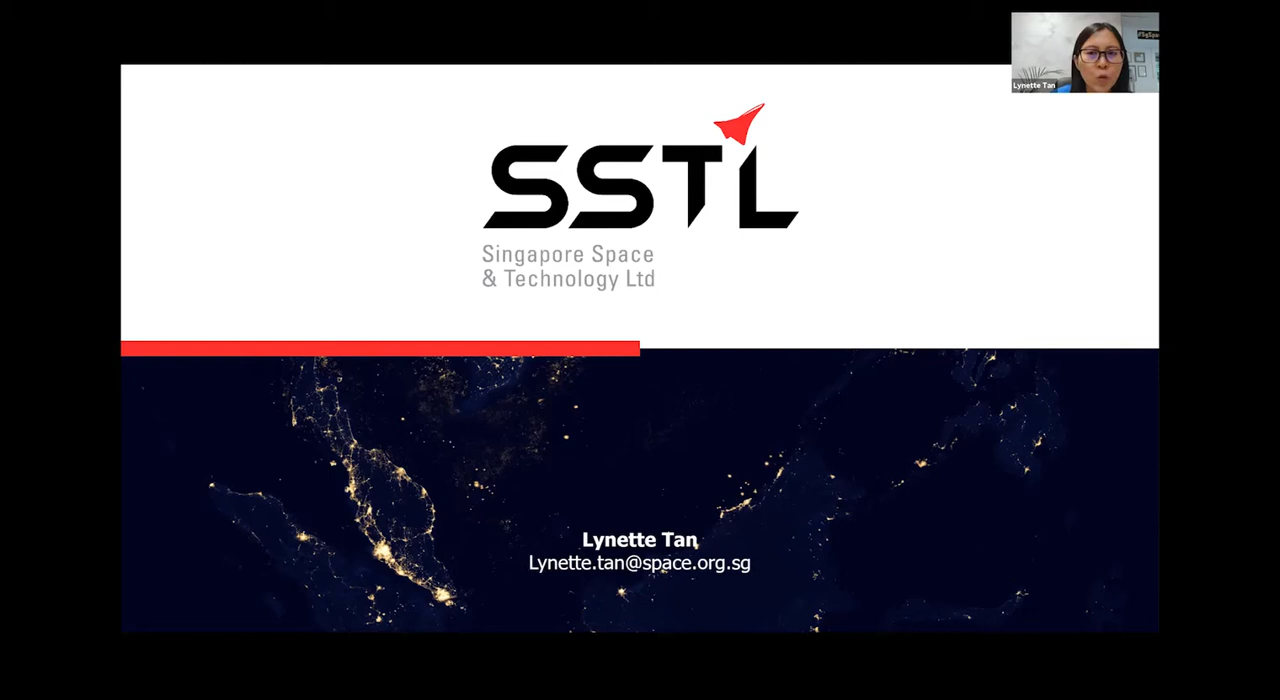 SSTL
Singapore Space
& Technology Ltd
Lynette Tan
Lynette.tan@space.org.sg
Lynette Tan